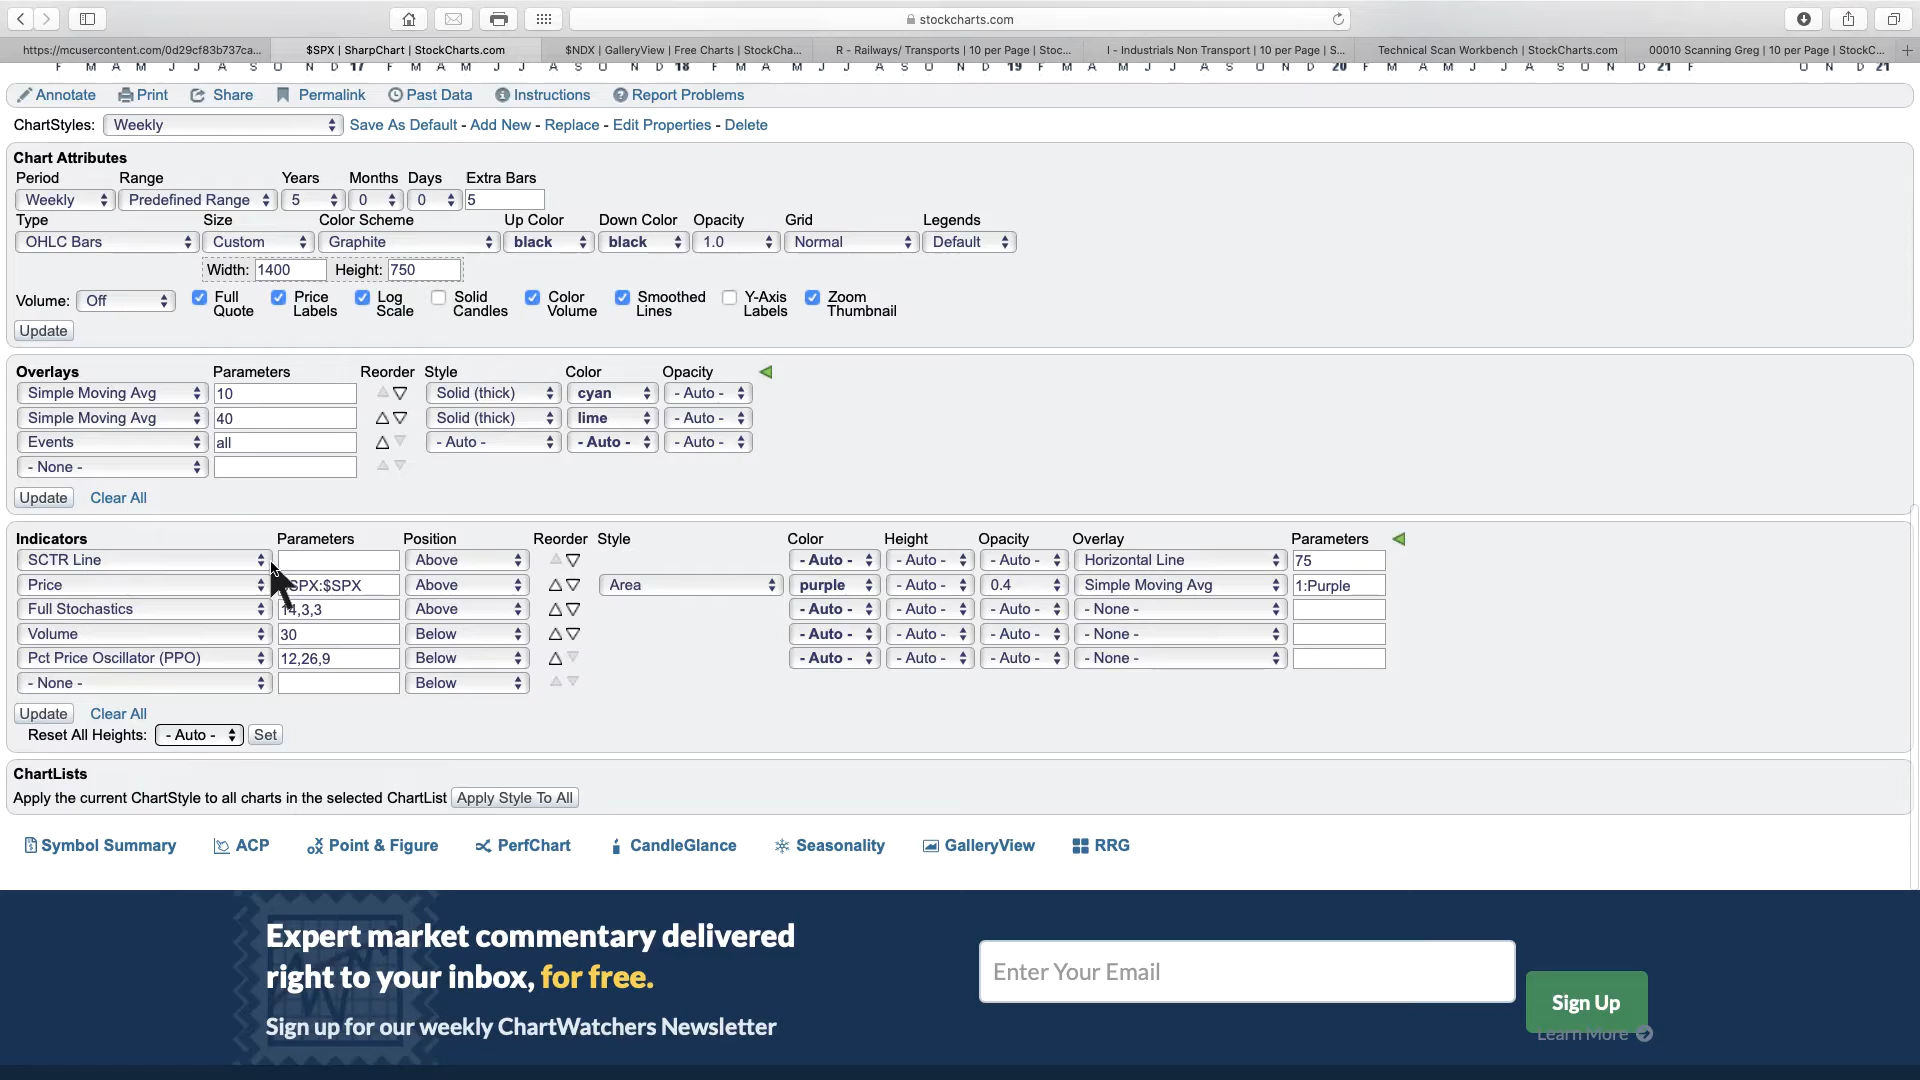 stockcharts.com
https://mcusercontent.com/0d29cf83b737ca... $SPX | SharpChart | StockCharts.com $NDX | GalleryView | Free Charts | StockCha... R - Railways/ Transports | 10 per Page | Stoc... I - Industrials Non Transport | 10 per Page | S... Technical Scan Workbench | StockCharts.com 00010 Scanning Greg | 10 per Page | StockC...
F M A M J J A S O N D 17 F M A M J J A S O N D 18 F M A M J J A S O N D 19 F M A M J J A S O N D 20 F M A M J J A S O N D 21 F O N D 21
Annotate Print Share Permalink Past Data Instructions Report Problems
ChartStyles: Weekly Save As Default - Add New - Replace - Edit Properties - Delete
Chart Attributes
Period Range Years Months Days Extra Bars
Weekly Predefined Range 5 0 0 5
Type Size Color Scheme Up Color Down Color Opacity Grid Legends
OHLC Bars Custom Graphite black black 1.0 Normal Default
Width: 1400 Height: 750
Volume: Off Full Quote Price Labels Log Scale Solid Candles Color Volume Smoothed Lines Y-Axis Labels Zoom Thumbnail
Update
Overlays Parameters Reorder Style Color Opacity
Simple Moving Avg 10 Solid (thick) cyan - Auto -
Simple Moving Avg 40 Solid (thick) lime - Auto -
Events all - Auto - - Auto - - Auto -
- None -
Update Clear All
Indicators Parameters Position Reorder Style Color Height Opacity Overlay Parameters
SCTR Line Above - Auto - - Auto - - Auto - Horizontal Line 75
Price SPX:$SPX Above Area purple - Auto - 0.4 Simple Moving Avg 1:Purple
Full Stochastics 14,3,3 Above - Auto - - Auto - - Auto - - None -
Volume 30 Below - Auto - - Auto - - Auto - - None -
Pct Price Oscillator (PPO) 12,26,9 Below - Auto - - Auto - - Auto - - None -
- None - Below
Update Clear All
Reset All Heights: - Auto - Set
ChartLists
Apply the current ChartStyle to all charts in the selected ChartList Apply Style To All
Symbol Summary ACP Point & Figure PerfChart CandleGlance Seasonality GalleryView RRG
Expert market commentary delivered
right to your inbox, for free.
Enter Your Email
Sign Up
Sign up for our weekly ChartWatchers Newsletter
Learn More